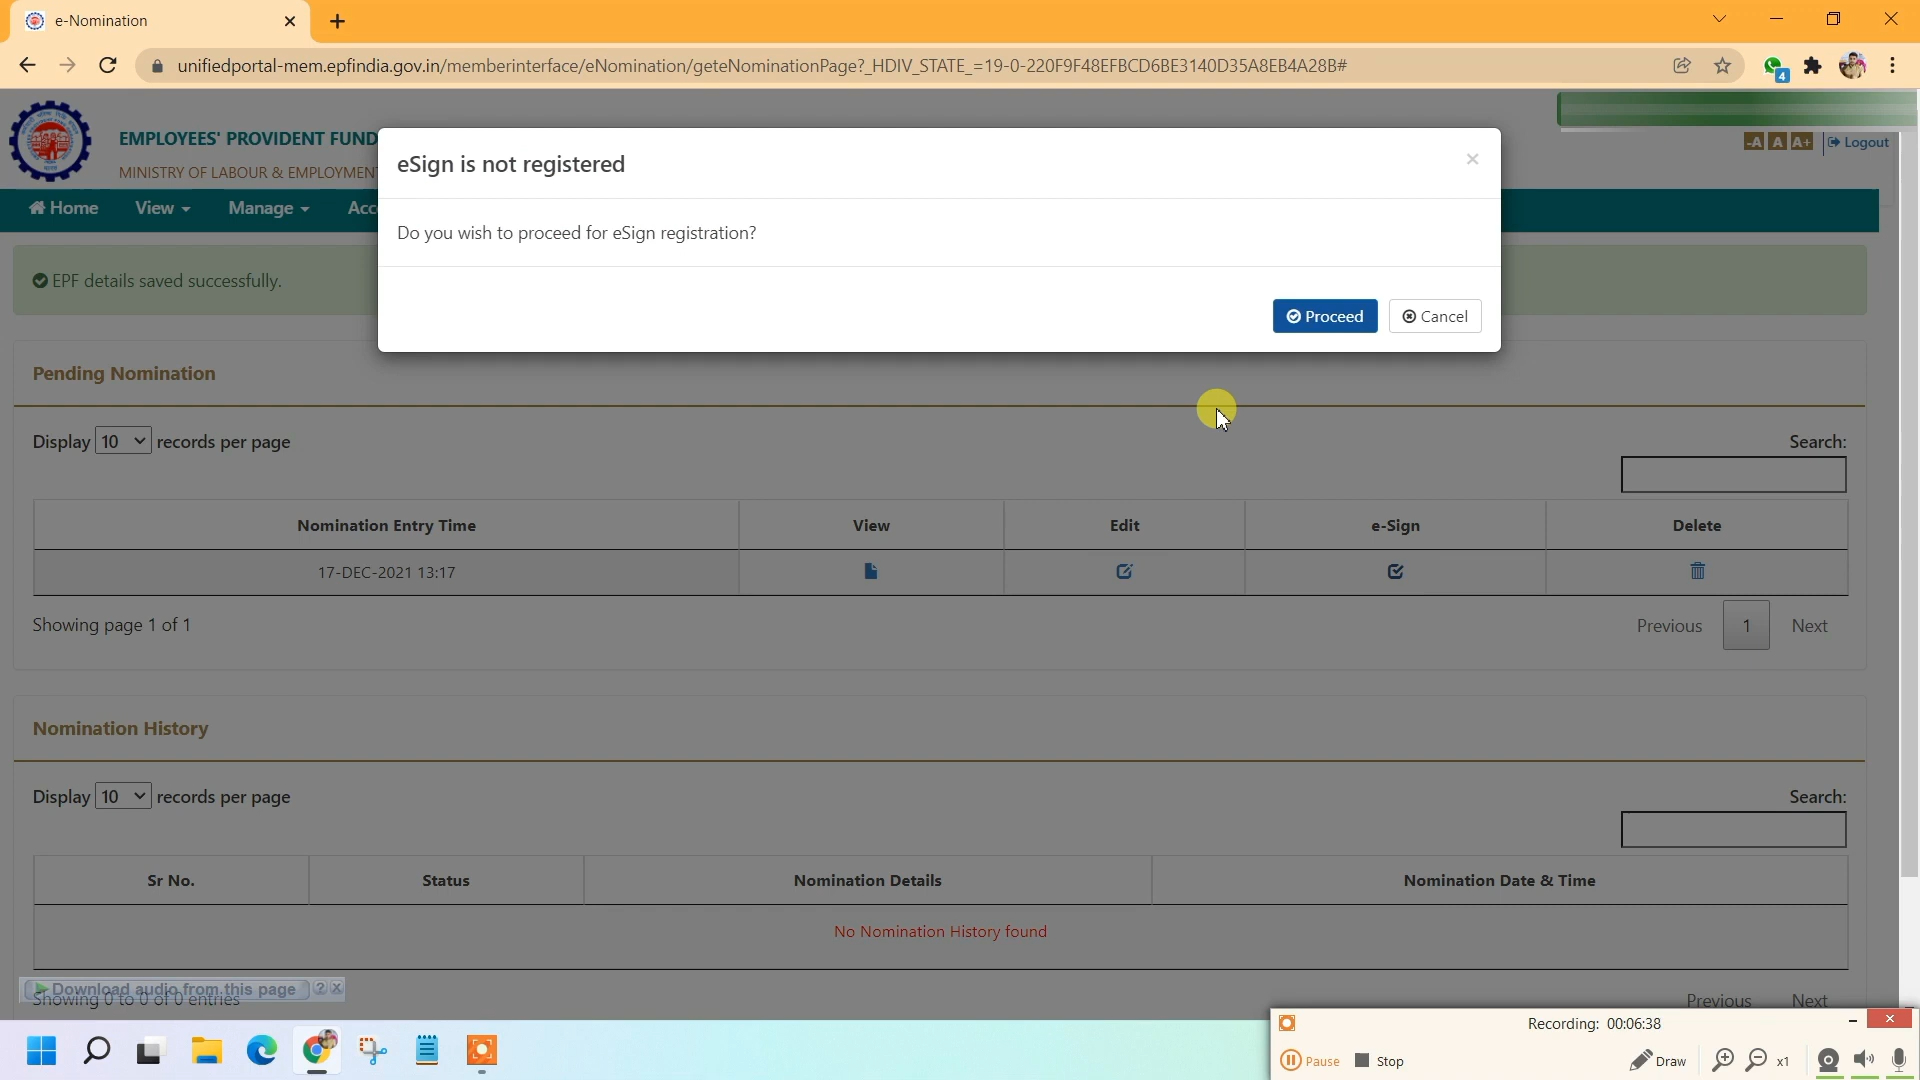 e-Nomination
unifiedportal-mem.epfindia.gov.in/memberinterface/eNomination/geteNominationPage?_HDIV_STATE_=19-0-220F9F48EFBCD6BE3140D35A8EB4A28B#
4
EMPLOYEES' PROVIDENT FUND
MINISTRY OF LABOUR & EMPLOYMENT
-A A A+ Logout
Home View Manage Acc
eSign is not registered
×
Do you wish to proceed for eSign registration?
Proceed Cancel
EPF details saved successfully.
Pending Nomination
Display 10 records per page
Search:
Nomination Entry Time View Edit e-Sign Delete
17-DEC-2021 13:17
Showing page 1 of 1
Previous 1 Next
Nomination History
Display 10 records per page
Search:
Sr No. Status Nomination Details Nomination Date & Time
No Nomination History found
Download audio from this page ? x
Showing 0 to 0 of 0 entries
Previous Next
Recording: 00:06:38
Pause Stop Draw x1